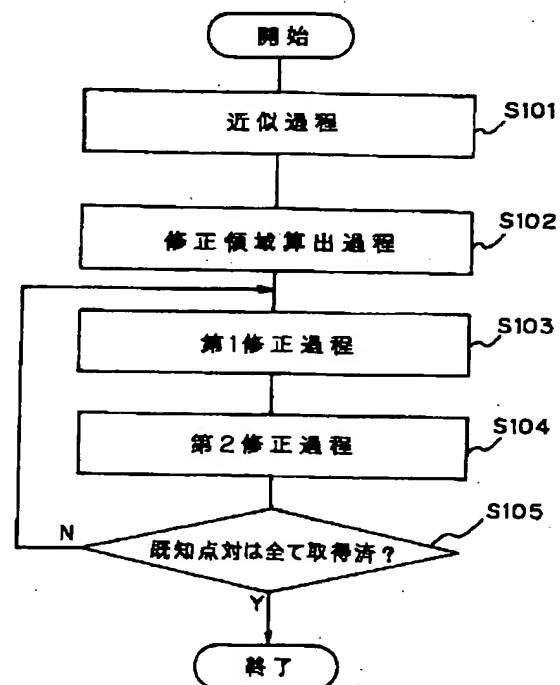 開始
近似過程
S101
修正領域算出過程
S102
第1修正過程
S103
第2修正過程
S104
既知点対は全て取得済?
S105
N
Y
終了